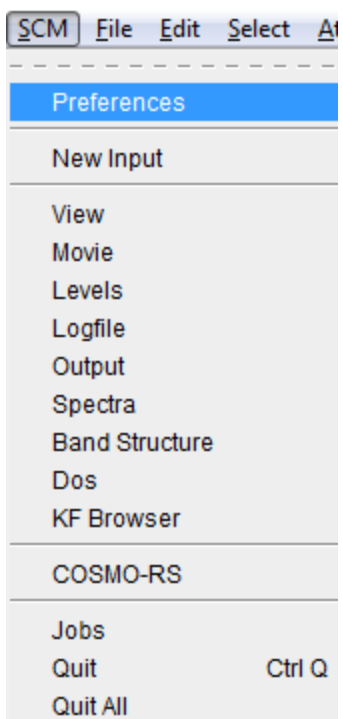 SCM File Edit Select
Preferences
New Input
View
Movie
Levels
Logfile
Output
Spectra
Band Structure
Dos
KF Browser
COSMO-RS
Jobs
Quit Ctrl Q
Quit All